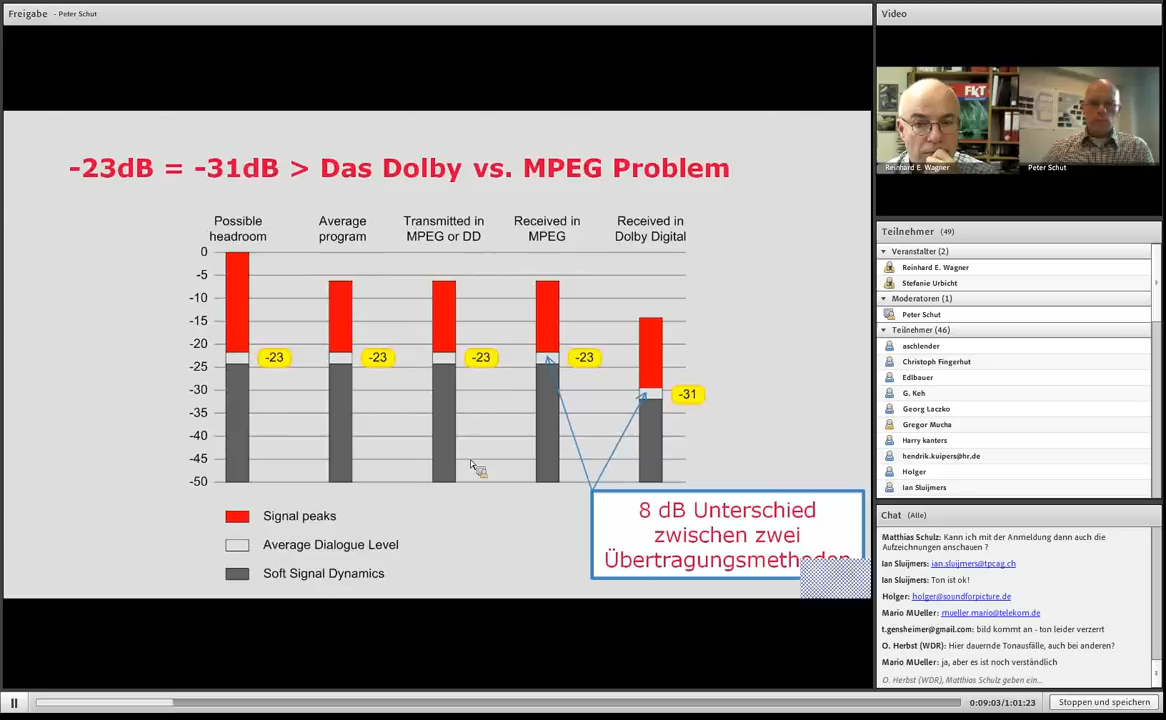 Freigabe - Peter Schut
-23dB = -31dB > Das Dolby vs. MPEG Problem
Possible headroom
Average program
Transmitted in MPEG or DD
Received in MPEG
Received in Dolby Digital
0
-5
-10
-15
-20
-25
-30
-35
-40
-45
-50
-23
-23
-23
-23
-31
Signal peaks
Average Dialogue Level
Soft Signal Dynamics
8 dB Unterschied
zwischen zwei
Übertragungsmethoden
Video
FKT
Reinhard E. Wagner
Peter Schut
Teilnehmer (49)
Veranstalter (2)
Reinhard E. Wagner
Stefanie Urbicht
Moderatoren (1)
Peter Schut
Teilnehmer (46)
aschlender
Christoph Fingerhut
Edlbauer
G. Keh
Georg Laczko
Gregor Mucha
Harry kanters
hendrik.kuipers@hr.de
Holger
Ian Sluijmers
Chat (Alle)
Matthias Schulz: Kann ich mit der Anmeldung dann auch die
Aufzeichnungen anschauen ?
Ian Sluijmers: ian.sluijmers@tpcag.ch
Ian Sluijmers: Ton ist ok!
Holger: holger@soundforpicture.de
Mario MUeller: mueller.mario@telekom.de
t.gensheimer@gmail.com: bild kommt an - ton leider verzerrt
O. Herbst (WDR): Hier dauernde Tonausfälle, auch bei anderen?
Mario MUeller: ja, aber es ist noch verständlich
O. Herbst (WDR), Matthias Schulz geben ein...
0:09:03/1:01:23
Stoppen und speichern